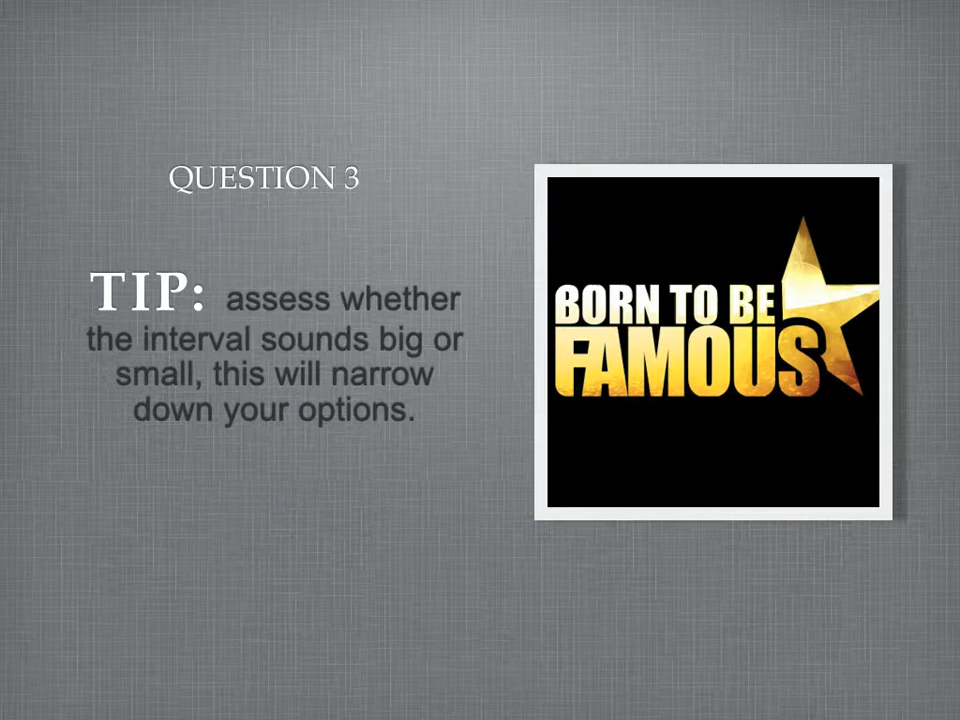 QUESTION 3
TIP: assess whether
the interval sounds big or
small, this will narrow
down your options.
BORN TO BE
FAMOUS